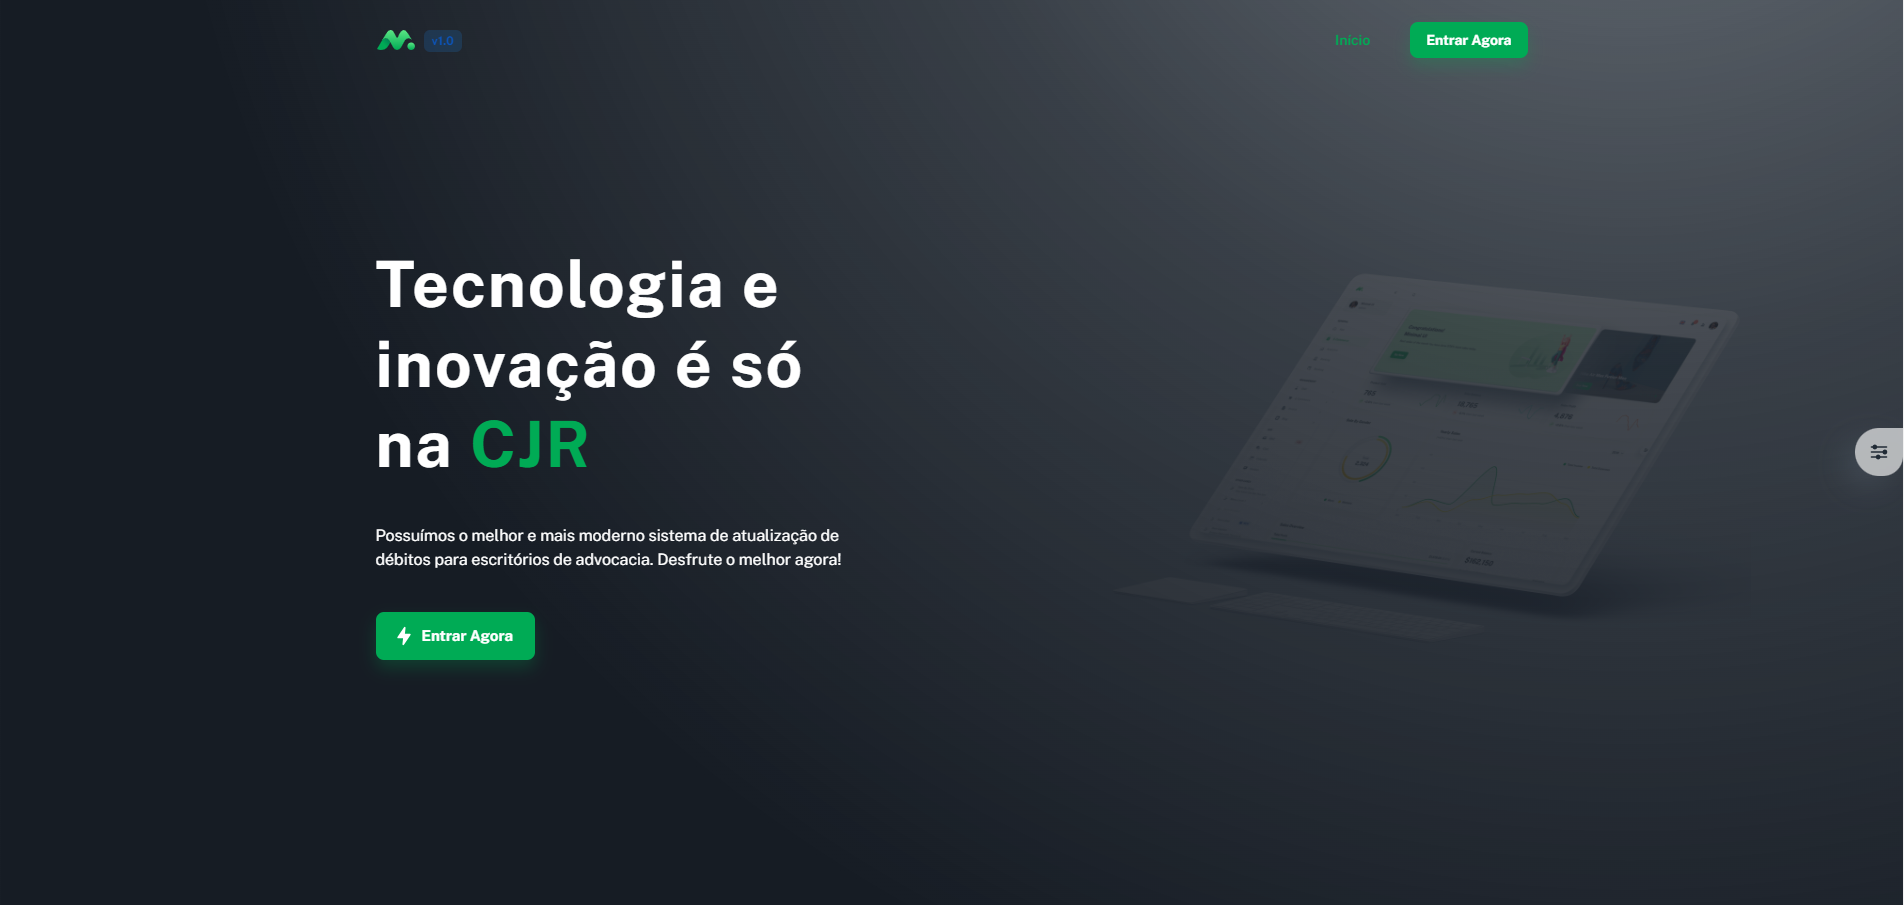 v1.0
Início
Entrar Agora
Tecnologia e
inovação é só
na CJR
Possuímos o melhor e mais moderno sistema de atualização de
débitos para escritórios de advocacia. Desfrute o melhor agora!
Entrar Agora